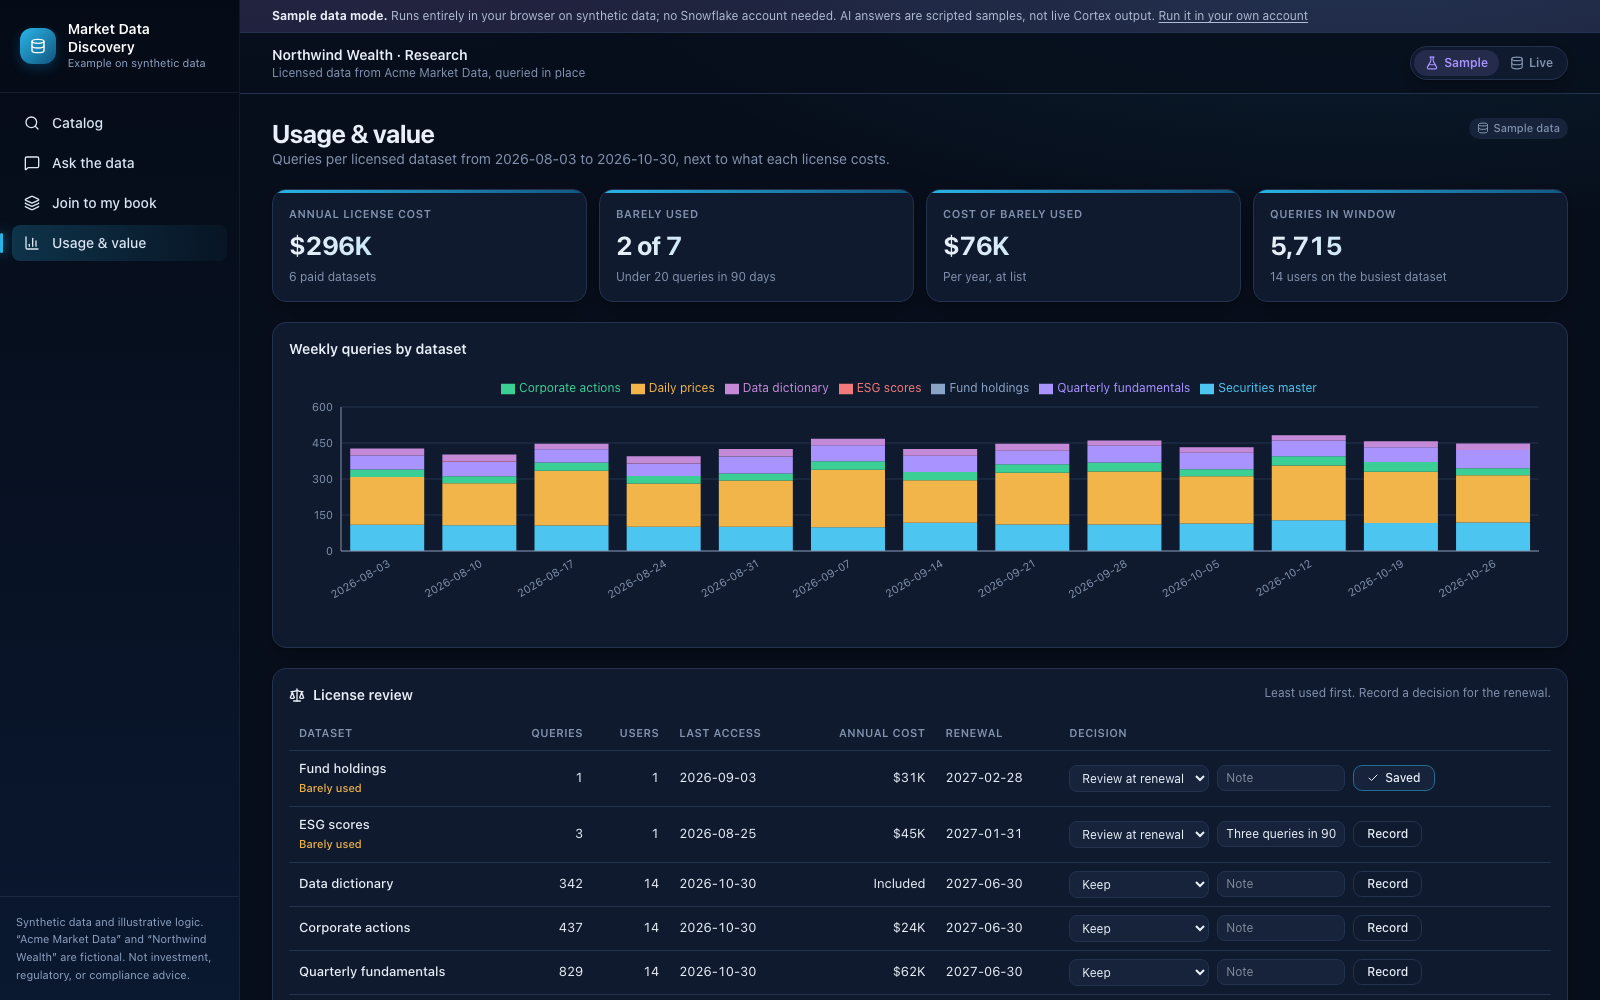 Market Data
Discovery
Example on synthetic data
Catalog
Ask the data
Join to my book
Usage & value
Synthetic data and illustrative logic.
"Acme Market Data" and "Northwind
Wealth" are fictional. Not investment,
regulatory, or compliance advice.
Sample data mode. Runs entirely in your browser on synthetic data; no Snowflake account needed. AI answers are scripted samples, not live Cortex output. Run it in your own account
Northwind Wealth · Research
Licensed data from Acme Market Data, queried in place
Sample
Live
Usage & value
Queries per licensed dataset from 2026-08-03 to 2026-10-30, next to what each license costs.
Sample data
ANNUAL LICENSE COST
$296K
6 paid datasets
BARELY USED
2 of 7
Under 20 queries in 90 days
COST OF BARELY USED
$76K
Per year, at list
QUERIES IN WINDOW
5,715
14 users on the busiest dataset
Weekly queries by dataset
Corporate actions Daily prices Data dictionary ESG scores Fund holdings Quarterly fundamentals Securities master
600
450
300
150
0
2026-08-03 2026-08-10 2026-08-17 2026-08-24 2026-08-31 2026-09-07 2026-09-14 2026-09-21 2026-09-28 2026-10-05 2026-10-12 2026-10-19 2026-10-26
License review
Least used first. Record a decision for the renewal.
DATASET QUERIES USERS LAST ACCESS ANNUAL COST RENEWAL DECISION
Fund holdings 1 1 2026-09-03 $31K 2027-02-28 Review at renewal Note Saved
Barely used
ESG scores 3 1 2026-08-25 $45K 2027-01-31 Review at renewal Three queries in 90 Record
Barely used
Data dictionary 342 14 2026-10-30 Included 2027-06-30 Keep Note Record
Corporate actions 437 14 2026-10-30 $24K 2027-06-30 Keep Note Record
Quarterly fundamentals 829 14 2026-10-30 $62K 2027-06-30 Keep Note Record